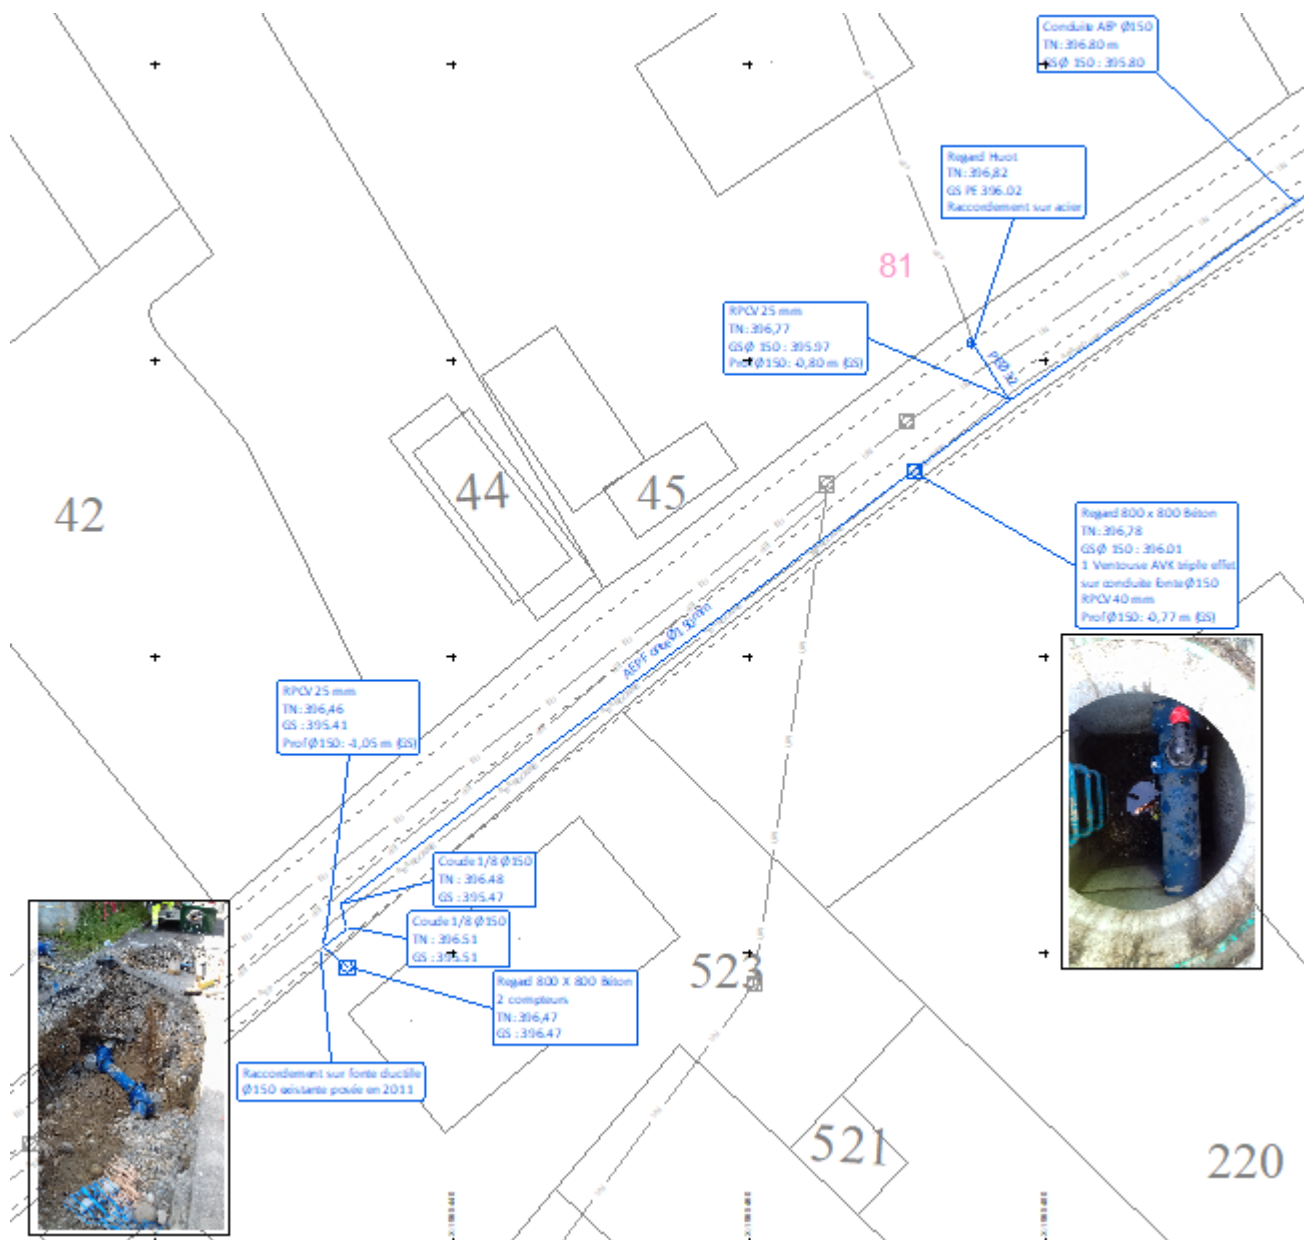 Conduite AEP Ø150
TN: 396.80 m
GSØ 150 : 395.80
Regard Huot
TN: 396,82
GS PE 396.02
Raccordement sur acier
81
RPCV 25 mm
TN: 396,77
GSØ 150 : 395.97
Prof Ø150: -0,80 m (GS)
PEØ 32
44
45
42
Regard 800 x 800 Béton
TN: 396,78
GSØ 150 : 396.01
1 Ventouse AVK triple effet
sur conduite fonte Ø150
RPCV 40 mm
Prof Ø150: -0,77 m (GS)
RPCV 25 mm
TN: 396,46
GS : 395.41
Prof Ø150: -1,05 m (GS)
Coude 1/8 Ø150
TN : 396.48
GS : 395.47
Coude 1/8 Ø150
TN : 396.51
GS : 395.51
523
Regard 800 X 800 Béton
2 compteurs
TN: 396,47
GS : 396.47
Raccordement sur fonte ductile
Ø150 existante posée en 2011
521
220